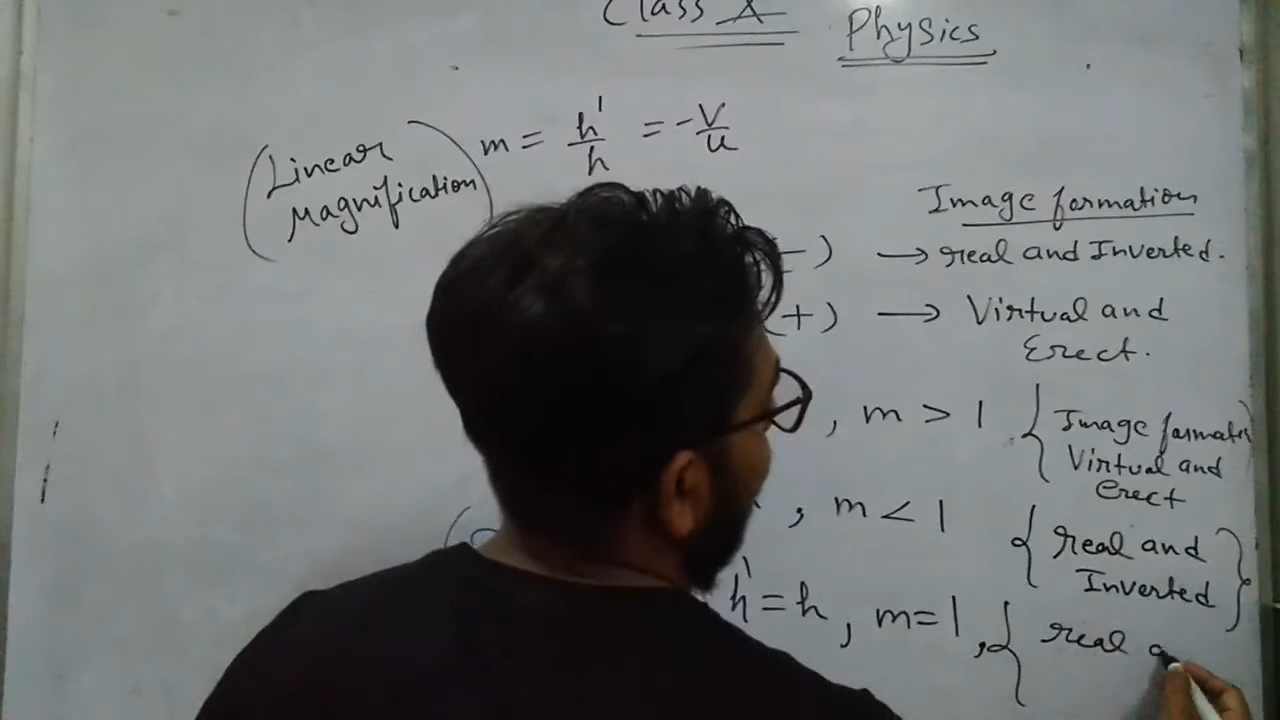 Class X Physics
m = h'/h = -v/u
(Linear
Magnification)
Image formation
-) → real and Inverted.
(+) → Virtual and
Erect.
, m > 1 { Image formation
Virtual and
erect
, m < 1 { real and
Inverted }
h' = h, m = 1, { real a